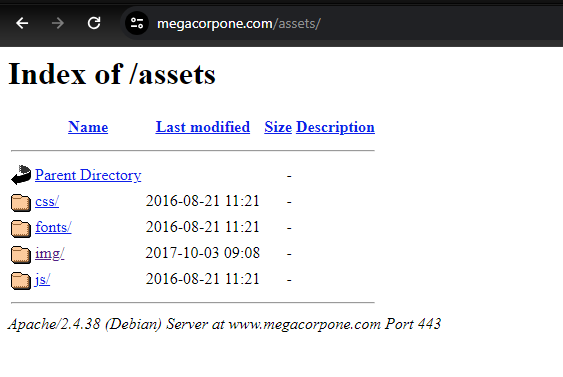 megacorpone.com/assets/
Index of /assets
Name Last modified Size Description
Parent Directory -
css/ 2016-08-21 11:21 -
fonts/ 2016-08-21 11:21 -
img/ 2017-10-03 09:08 -
js/ 2016-08-21 11:21 -
Apache/2.4.38 (Debian) Server at www.megacorpone.com Port 443